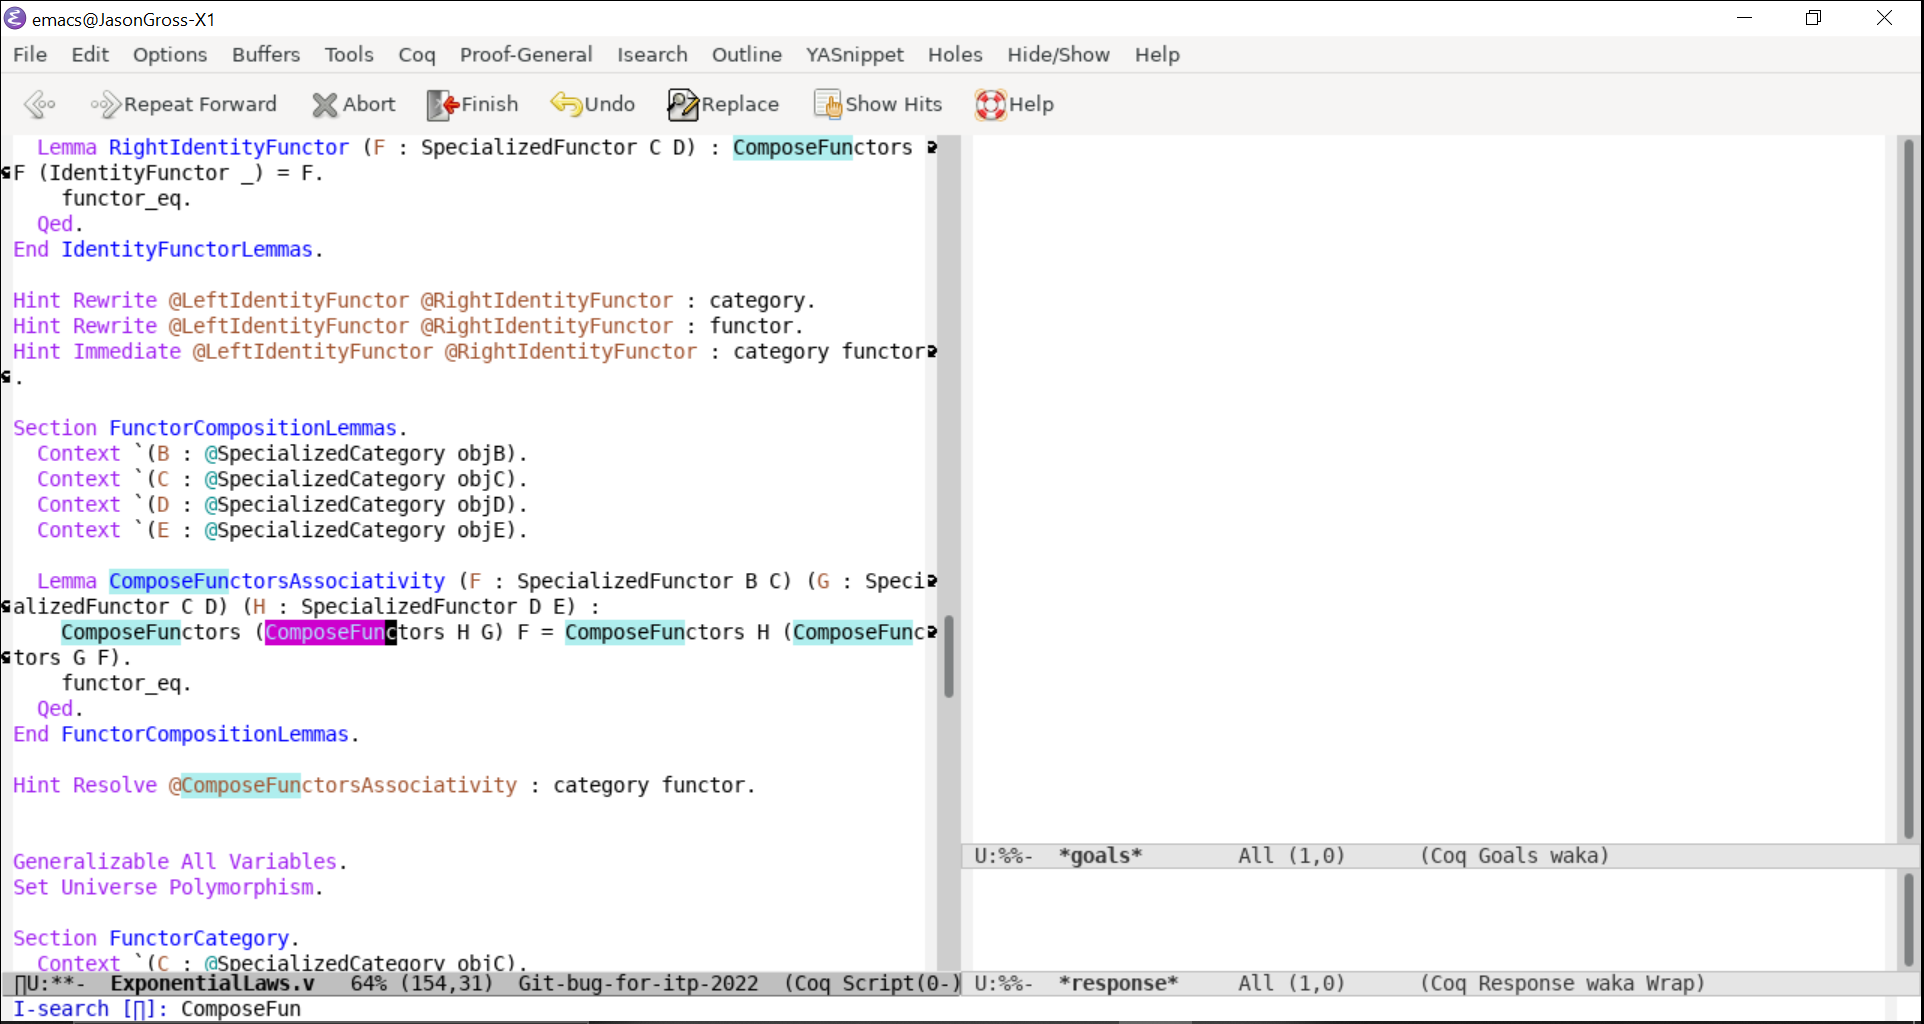 emacs@JasonGross-X1
File Edit Options Buffers Tools Coq Proof-General Isearch Outline YASnippet Holes Hide/Show Help
Repeat Forward Abort Finish Undo Replace Show Hits Help
Lemma RightIdentityFunctor (F : SpecializedFunctor C D) : ComposeFunctors
F (IdentityFunctor _) = F.
functor_eq.
Qed.
End IdentityFunctorLemmas.
Hint Rewrite @LeftIdentityFunctor @RightIdentityFunctor : category.
Hint Rewrite @LeftIdentityFunctor @RightIdentityFunctor : functor.
Hint Immediate @LeftIdentityFunctor @RightIdentityFunctor : category functor
.
Section FunctorCompositionLemmas.
Context `(B : @SpecializedCategory objB).
Context `(C : @SpecializedCategory objC).
Context `(D : @SpecializedCategory objD).
Context `(E : @SpecializedCategory objE).
Lemma ComposeFunctorsAssociativity (F : SpecializedFunctor B C) (G : Speci
alizedFunctor C D) (H : SpecializedFunctor D E) :
ComposeFunctors (ComposeFunctors H G) F = ComposeFunctors H (ComposeFunc
tors G F).
functor_eq.
Qed.
End FunctorCompositionLemmas.
Hint Resolve @ComposeFunctorsAssociativity : category functor.
Generalizable All Variables.
Set Universe Polymorphism.
Section FunctorCategory.
Context `(C : @SpecializedCategory objC).
∏U:**- ExponentialLaws.v 64% (154,31) Git-bug-for-itp-2022 (Coq Script(0-)
I-search [∏]: ComposeFun
U:%%- *goals* All (1,0) (Coq Goals waka)
U:%%- *response* All (1,0) (Coq Response waka Wrap)